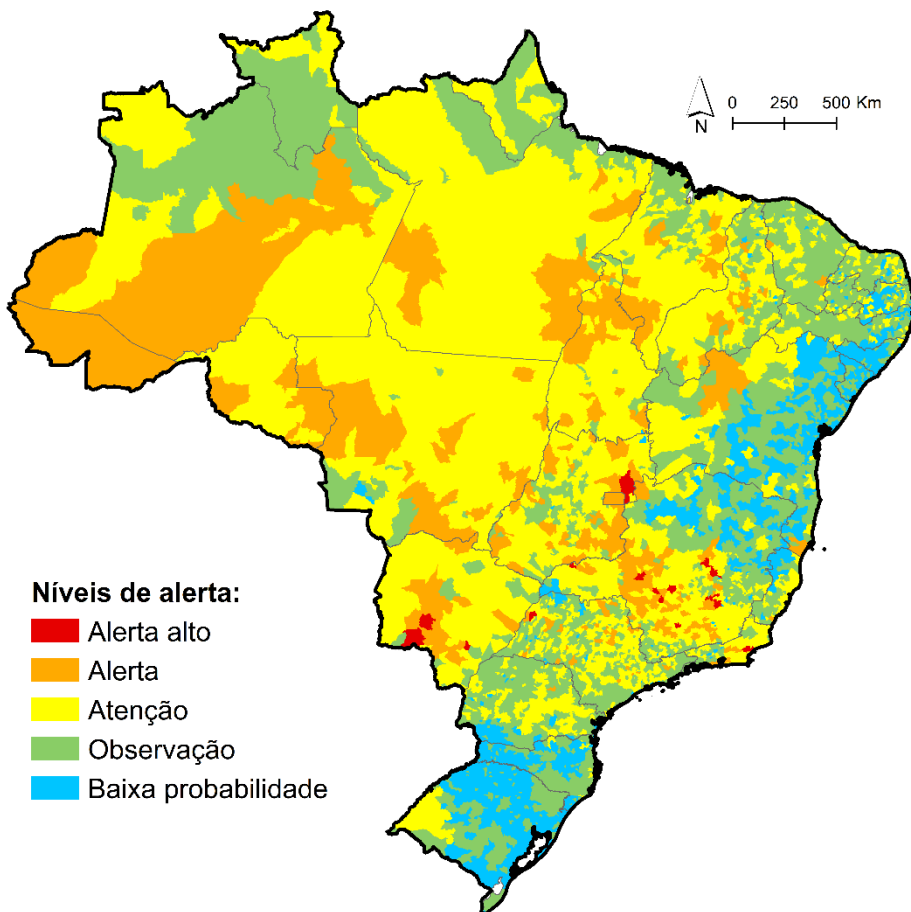 0 250 500 Km
N
Níveis de alerta:
Alerta alto
Alerta
Atenção
Observação
Baixa probabilidade